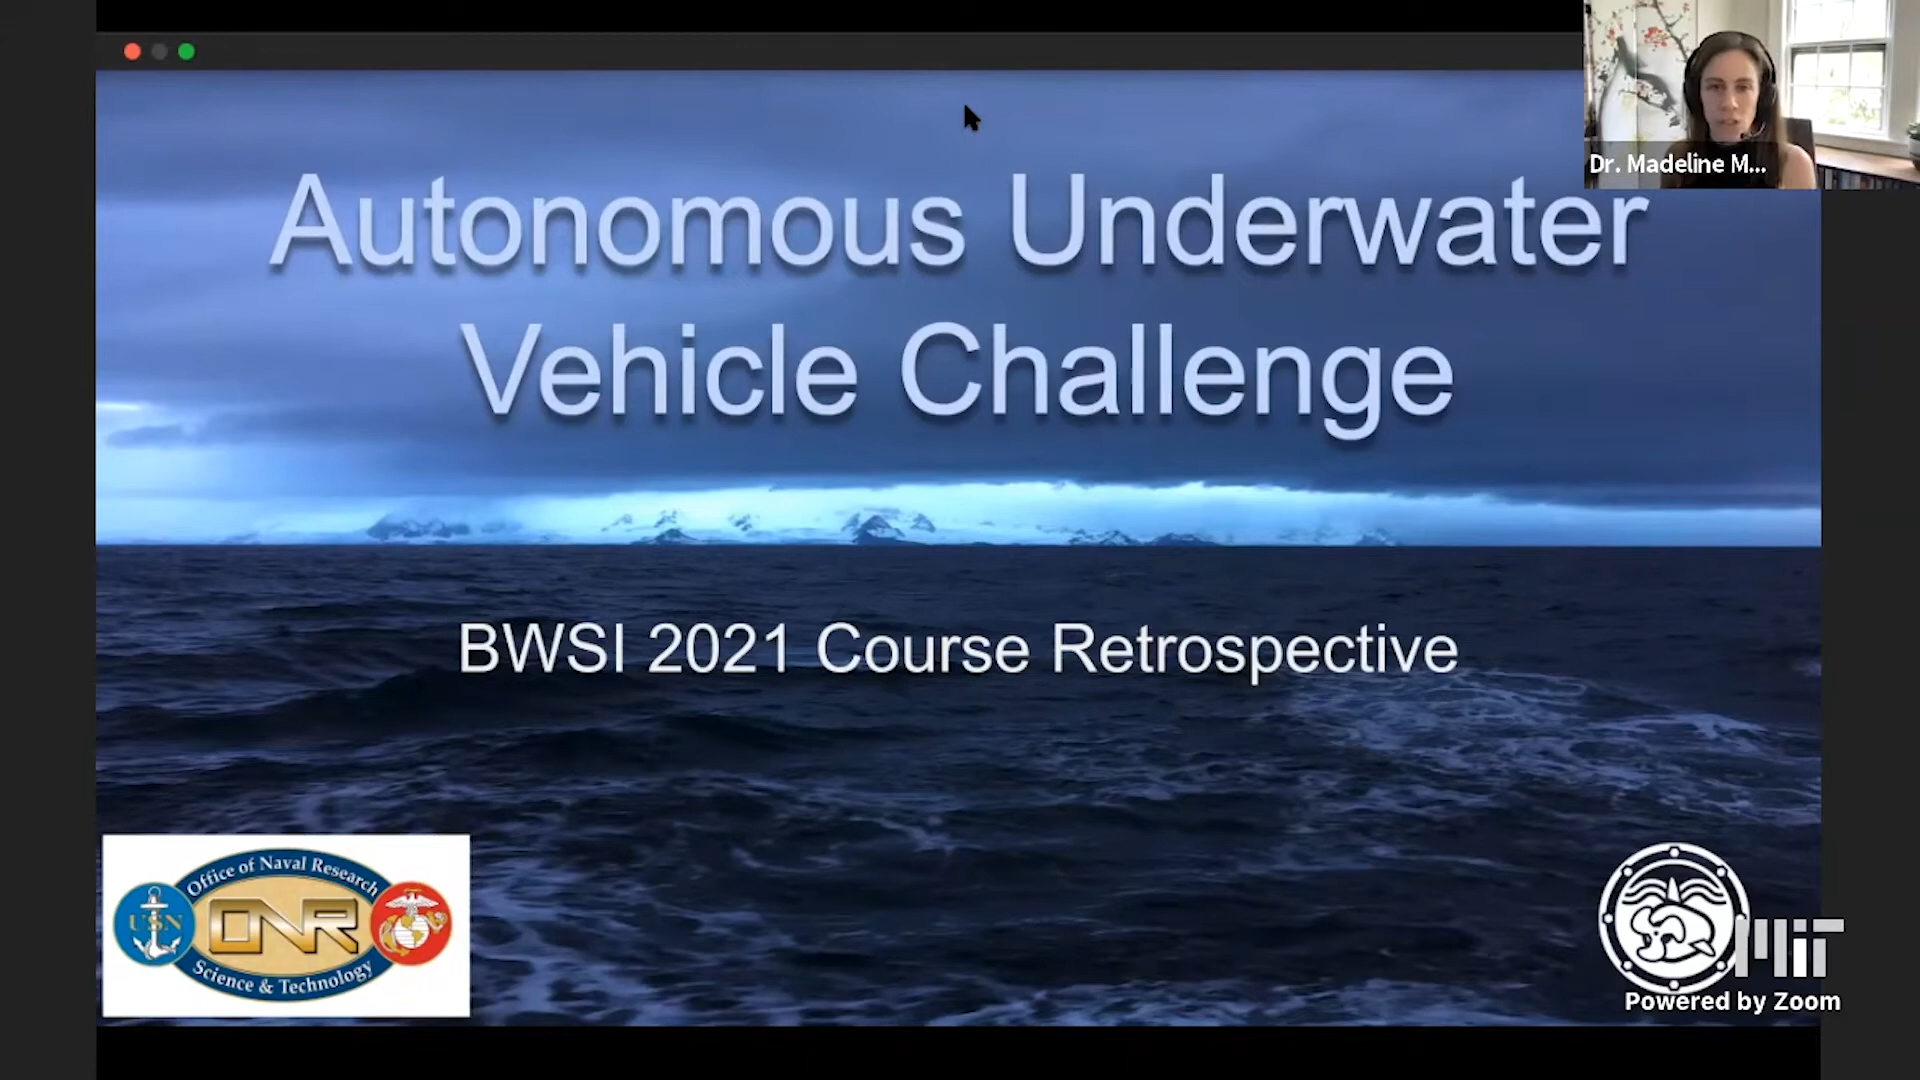 Dr. Madeline M...
Autonomous Underwater
Vehicle Challenge
BWSI 2021 Course Retrospective
Office of Naval Research
USN
ONR
Science & Technology
MIT
Powered by Zoom